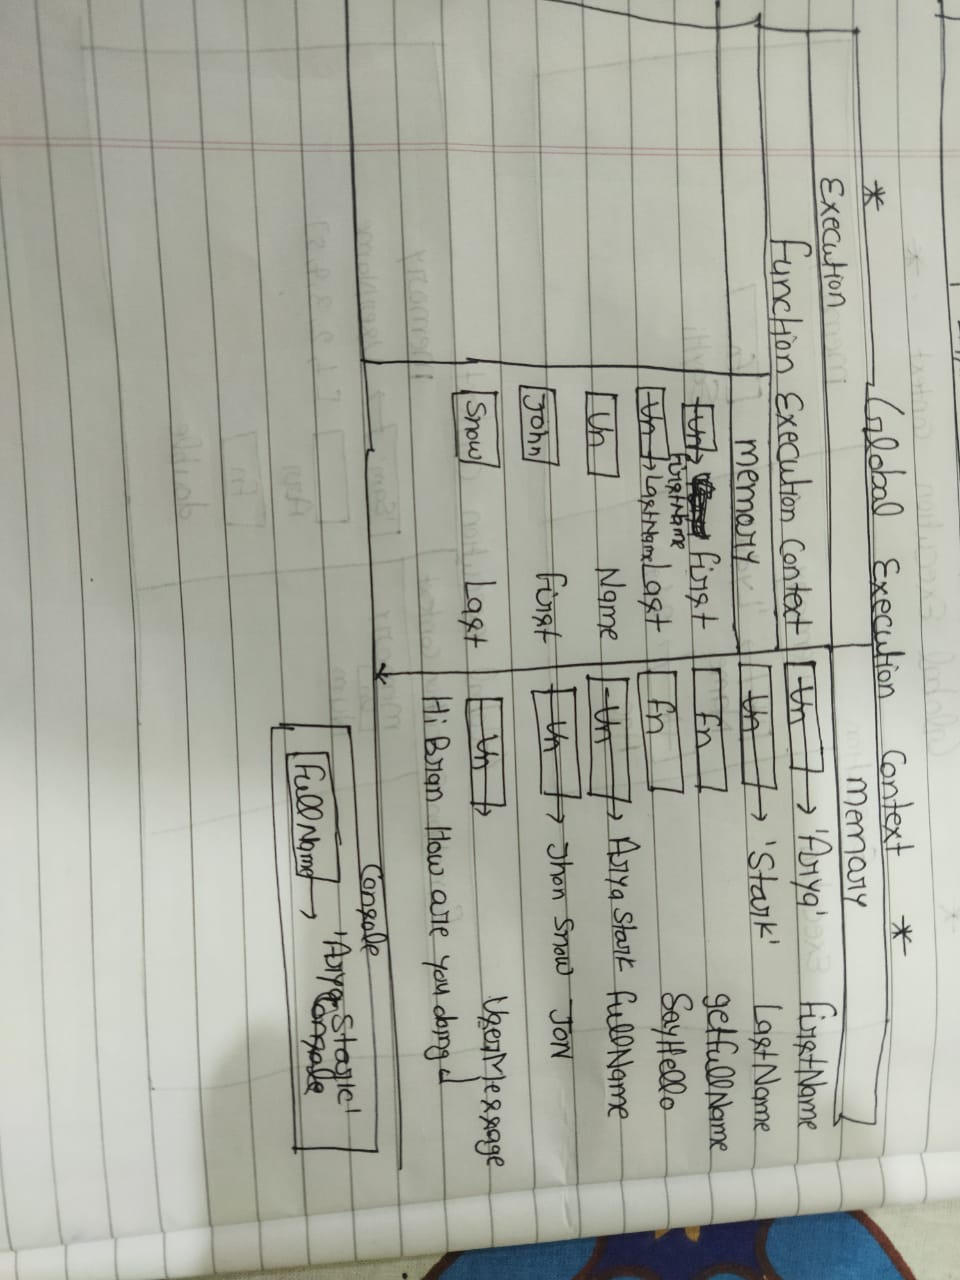 * Global Execution Context *
Execution
memory
function Execution Context
memory
Un → first
firstName
Un → LastName Last
Un Name
John first
Snow Last
Un → 'Arya' firstName
Un → 'Stark' LastName
fn getfullName
fn SayHello
Un → Arya Stark fullName
Un → Jhon Snow JON
Un → UserMessage
Hi Bran How are you doing
Console
fullName → 'Arya Stark'
Console